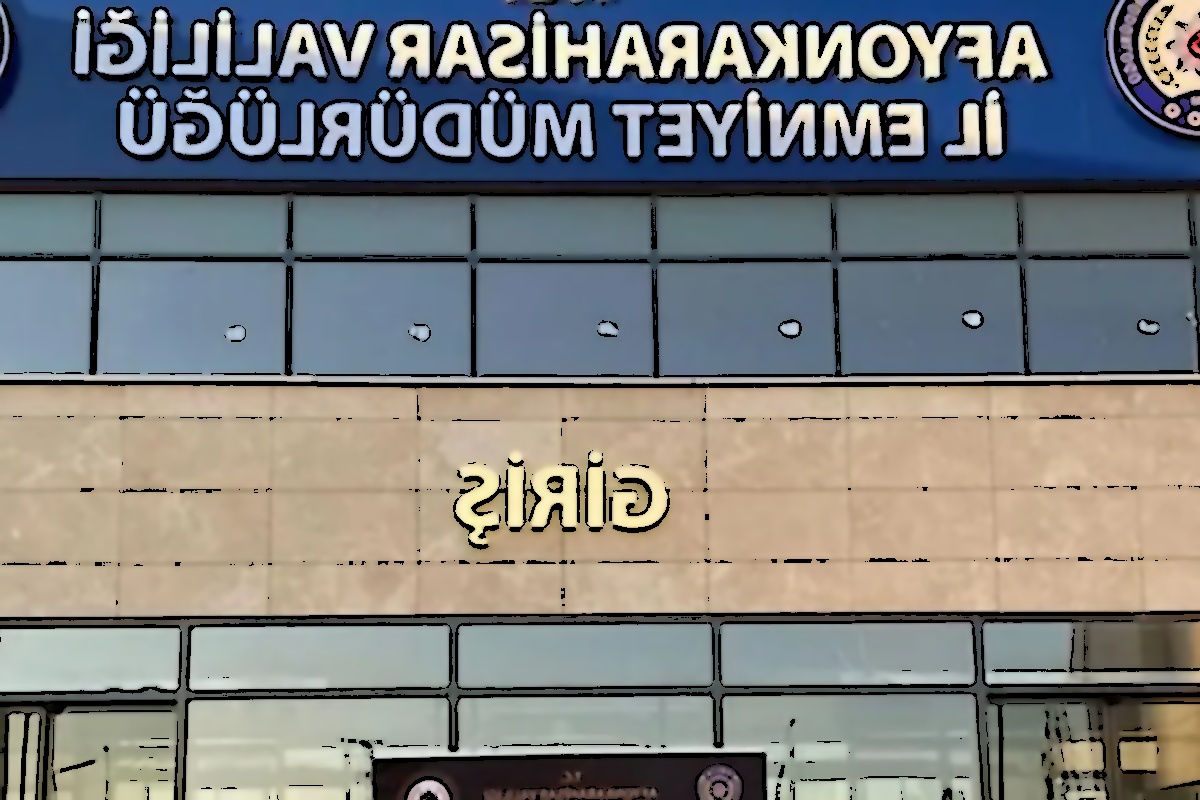 AFYONKARAHİSAR VALİLİĞİ
İL EMNİYET MÜDÜRLÜĞÜ
GİRİŞ